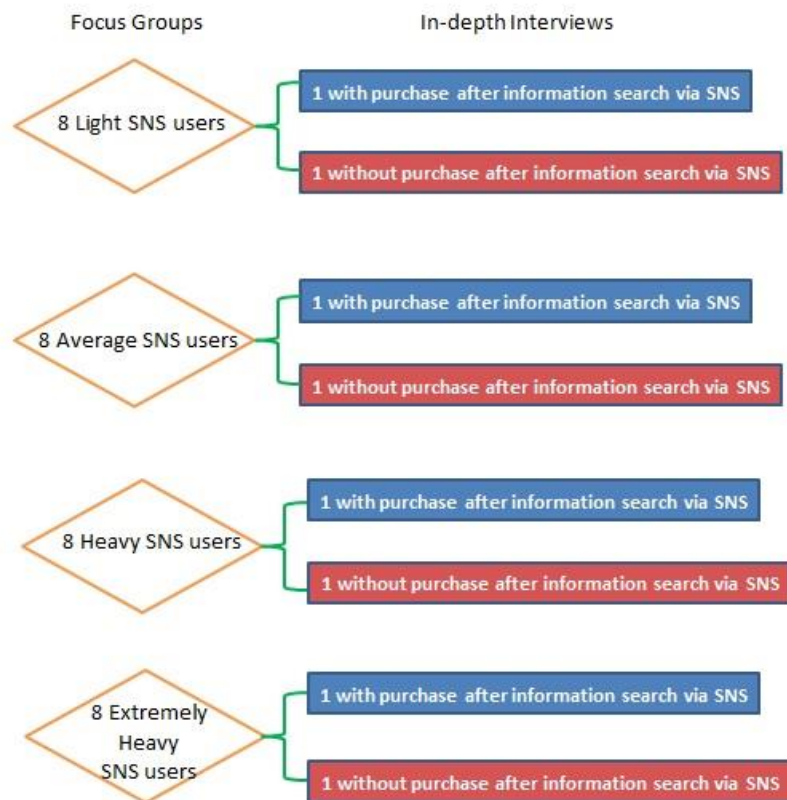 Focus Groups
In-depth Interviews
8 Light SNS users
1 with purchase after information search via SNS
1 without purchase after information search via SNS
8 Average SNS users
1 with purchase after information search via SNS
1 without purchase after information search via SNS
8 Heavy SNS users
1 with purchase after information search via SNS
1 without purchase after information search via SNS
8 Extremely
Heavy
SNS users
1 with purchase after information search via SNS
1 without purchase after information search via SNS